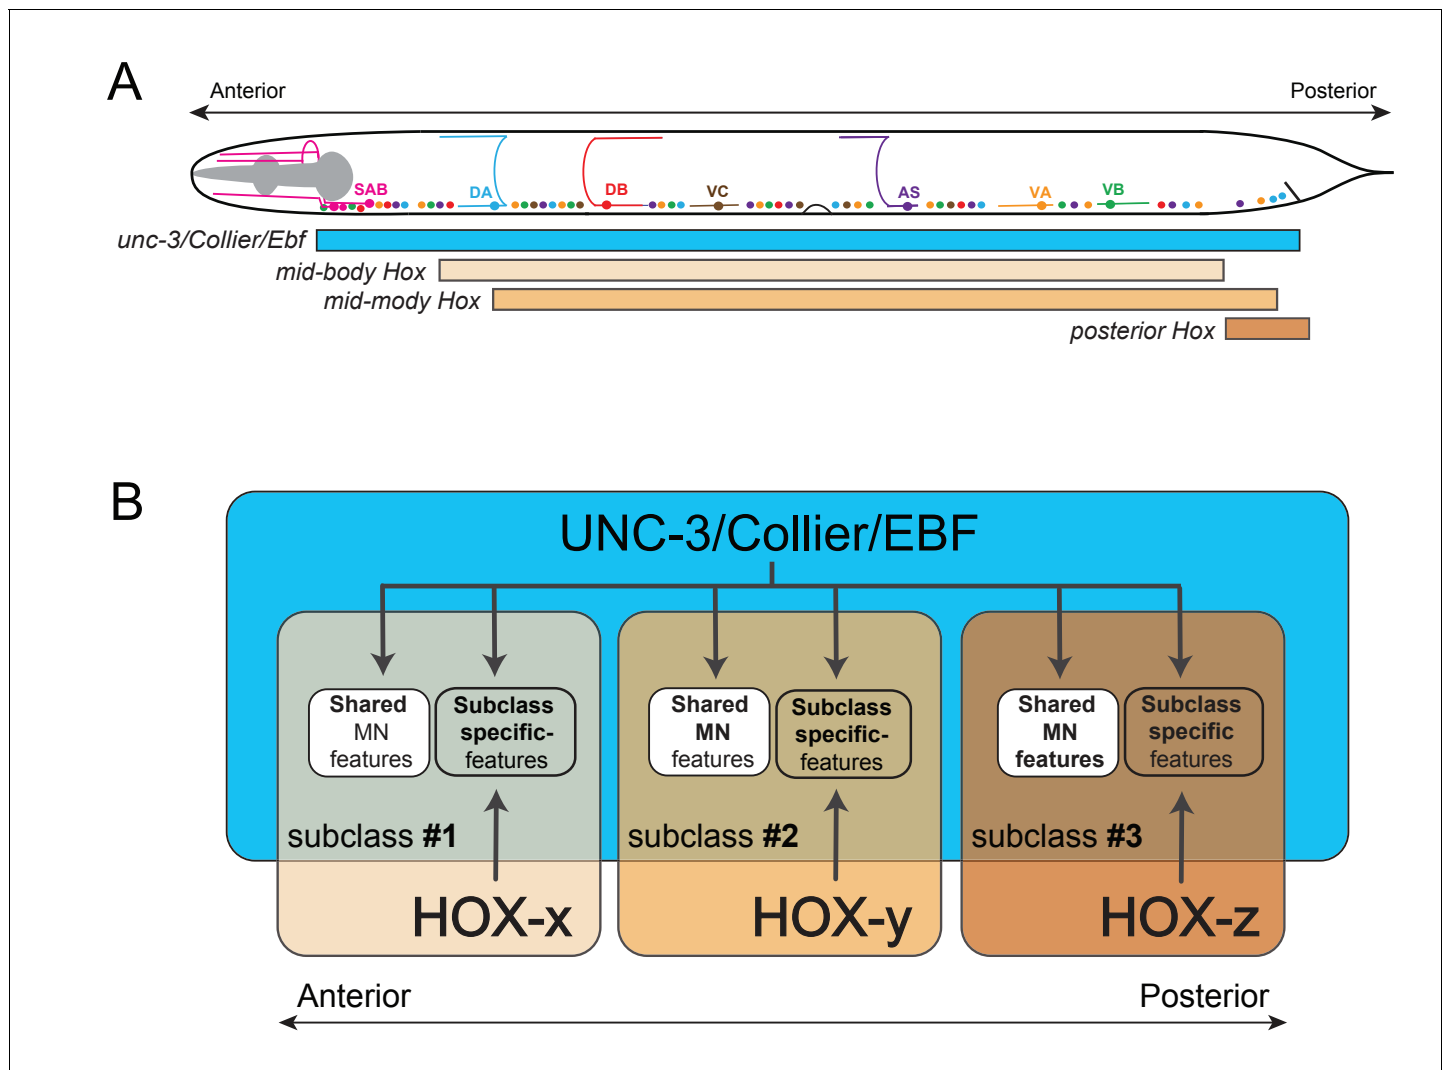 A
Anterior
Posterior
SAB
DA
DB
VC
AS
VA
VB
unc-3/Collier/Ebf
mid-body Hox
mid-mody Hox
posterior Hox
B
UNC-3/Collier/EBF
Shared
MN
features
Subclass
specific-
features
Shared
MN
features
Subclass
specific-
features
Shared
MN
features
Subclass
specific
features
subclass #1
subclass #2
subclass #3
HOX-x
HOX-y
HOX-z
Anterior
Posterior